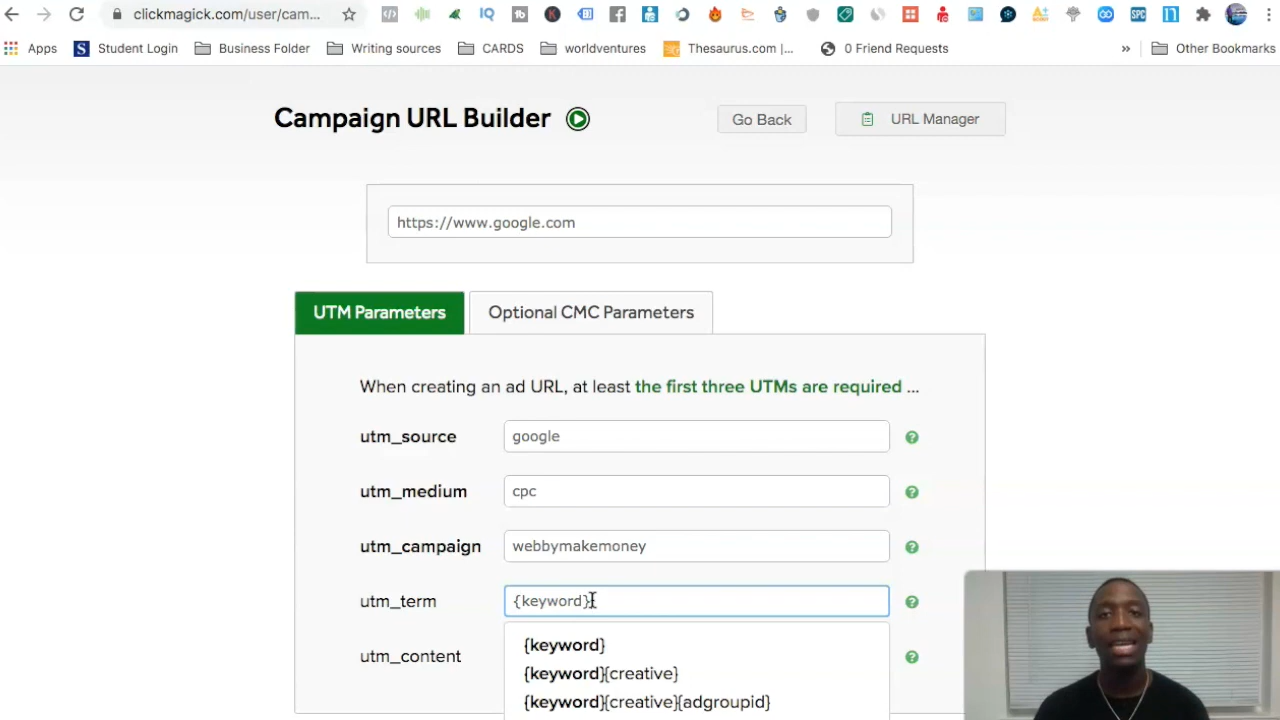 clickmagick.com/user/cam...
Apps
Student Login
Business Folder
Writing sources
CARDS
worldventures
Thesaurus.com |...
0 Friend Requests
»
Other Bookmarks
Campaign URL Builder
Go Back
URL Manager
https://www.google.com
UTM Parameters
Optional CMC Parameters
When creating an ad URL, at least the first three UTMs are required ...
utm_source
google
?
utm_medium
cpc
?
utm_campaign
webbymakemoney
?
utm_term
{keyword}
?
utm_content
?
{keyword}
{keyword}{creative}
{keyword}{creative}{adgroupid}